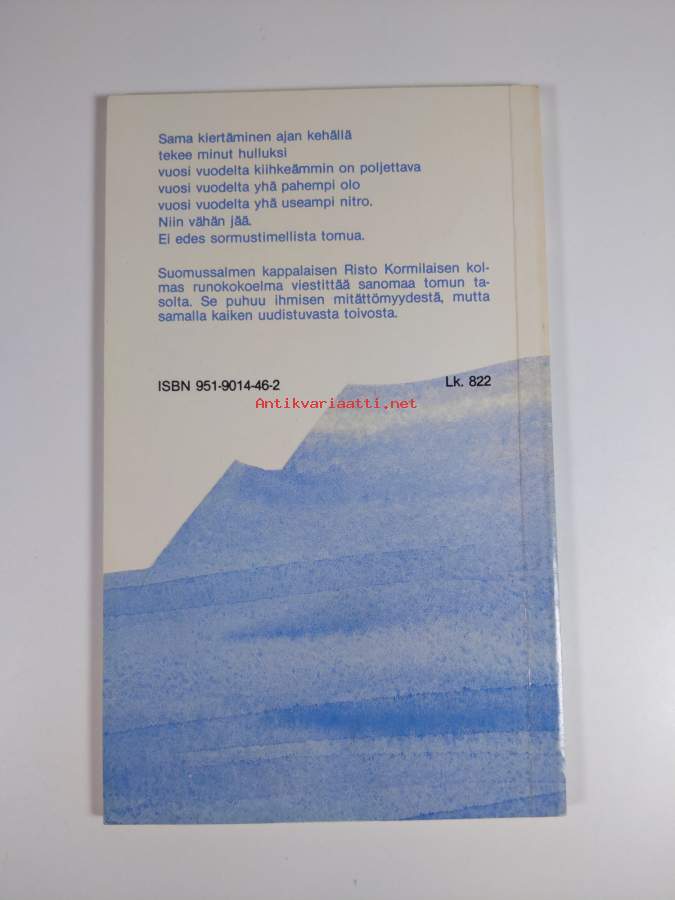 Sama kiertäminen ajan kehällä
tekee minut hulluksi
vuosi vuodelta kiihkeämmin on poljettava
vuosi vuodelta yhä pahempi olo
vuosi vuodelta yhä useampi nitro.
Niin vähän jää.
Ei edes sormustimellista tomua.
Suomussalmen kappalaisen Risto Kormilaisen kol-
mas runokokoelma viestittää sanomaa tomun ta-
solta. Se puhuu ihmisen mitättömyydestä, mutta
samalla kaiken uudistuvasta toivosta.
ISBN 951-9014-46-2 Lk. 822
Antikvariaatti.net